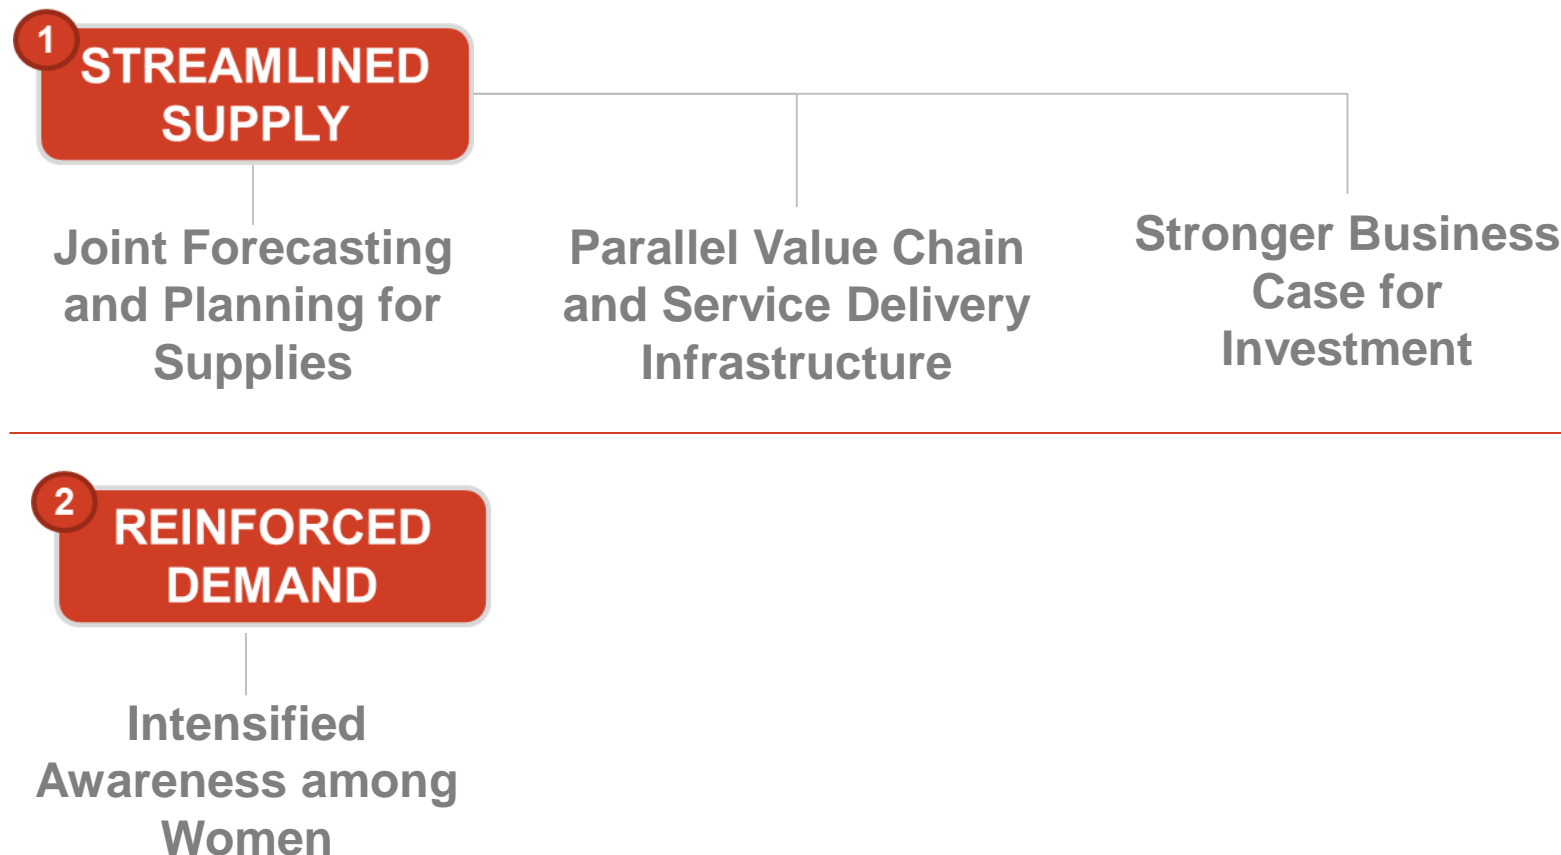 1
STREAMLINED
SUPPLY
Joint Forecasting
and Planning for
Supplies
Parallel Value Chain
and Service Delivery
Infrastructure
Stronger Business
Case for
Investment
2
REINFORCED
DEMAND
Intensified
Awareness among
Women